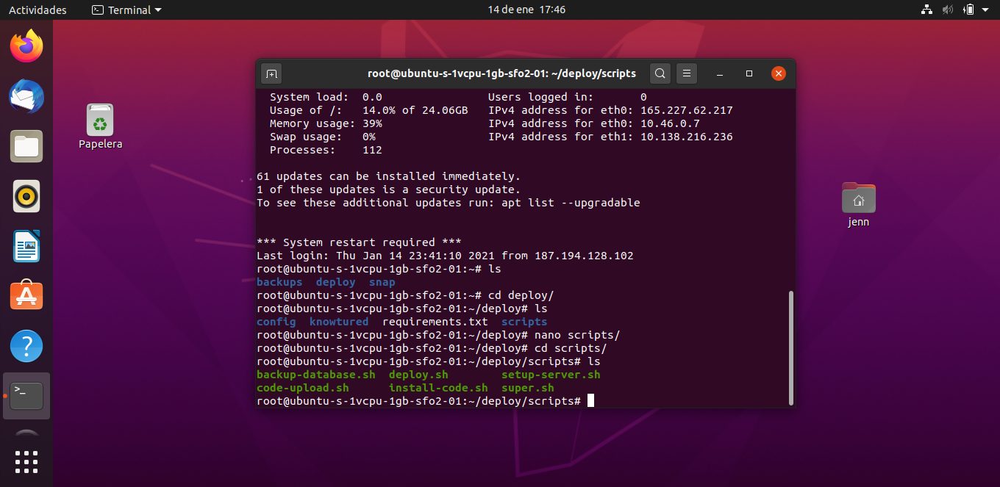 Actividades
Terminal
14 de ene 17:46
Papelera
jenn
root@ubuntu-s-1vcpu-1gb-sfo2-01: ~/deploy/scripts
System load: 0.0 Users logged in: 0
Usage of /: 14.0% of 24.06GB IPv4 address for eth0: 165.227.62.217
Memory usage: 39% IPv4 address for eth0: 10.46.0.7
Swap usage: 0% IPv4 address for eth1: 10.138.216.236
Processes: 112
61 updates can be installed immediately.
1 of these updates is a security update.
To see these additional updates run: apt list --upgradable
*** System restart required ***
Last login: Thu Jan 14 23:41:10 2021 from 187.194.128.102
root@ubuntu-s-1vcpu-1gb-sfo2-01:~# ls
backups deploy snap
root@ubuntu-s-1vcpu-1gb-sfo2-01:~# cd deploy/
root@ubuntu-s-1vcpu-1gb-sfo2-01:~/deploy# ls
config knowtured requirements.txt scripts
root@ubuntu-s-1vcpu-1gb-sfo2-01:~/deploy# nano scripts/
root@ubuntu-s-1vcpu-1gb-sfo2-01:~/deploy# cd scripts/
root@ubuntu-s-1vcpu-1gb-sfo2-01:~/deploy/scripts# ls
backup-database.sh deploy.sh setup-server.sh
code-upload.sh install-code.sh super.sh
root@ubuntu-s-1vcpu-1gb-sfo2-01:~/deploy/scripts#